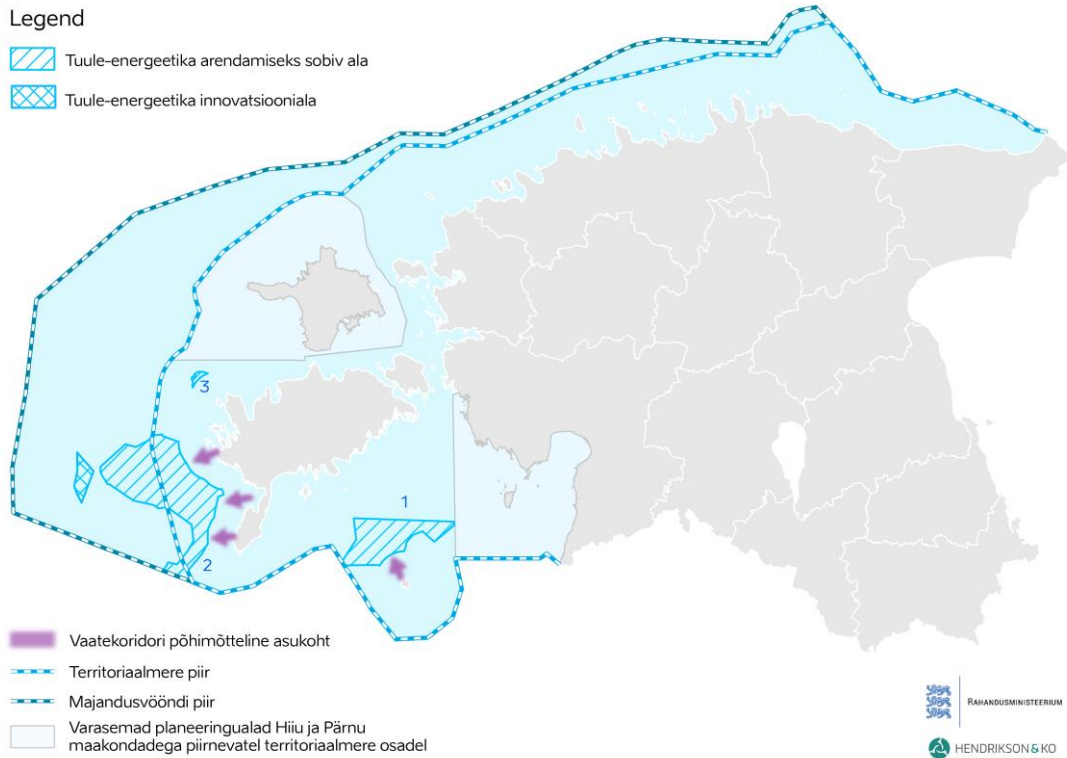 Legend
Tuule-energeetika arendamiseks sobiv ala
Tuule-energeetika innovatsiooniala
3
1
2
Vaatekoridori põhimõtteline asukoht
Territoriaalmere piir
Majandusvööndi piir
Varasemad planeeringualad Hiiu ja Pärnu
maakondadega piirnevatel territoriaalmere osadel
RAHANDUSMINISTEERIUM
HENDRIKSON & KO